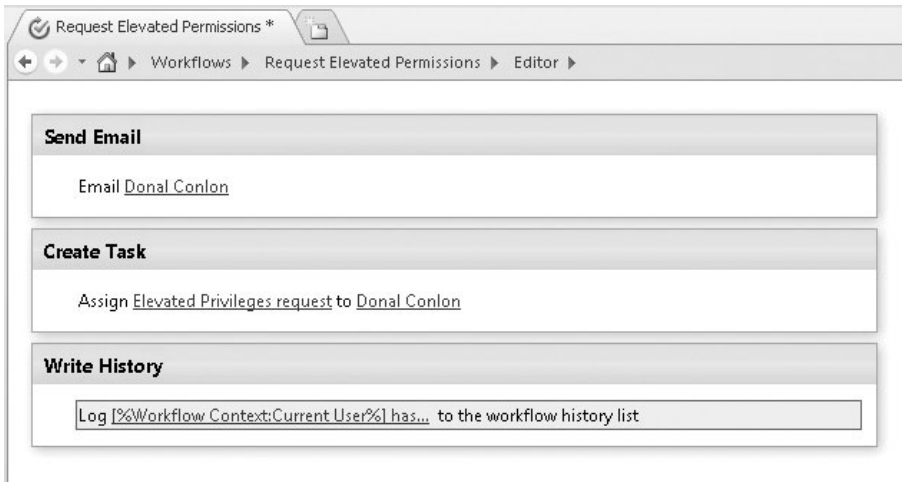 Request Elevated Permissions *
Workflows Request Elevated Permissions Editor
Send Email
Email Donal Conlon
Create Task
Assign Elevated Privileges request to Donal Conlon
Write History
Log [%Workflow Context:Current User%] has... to the workflow history list